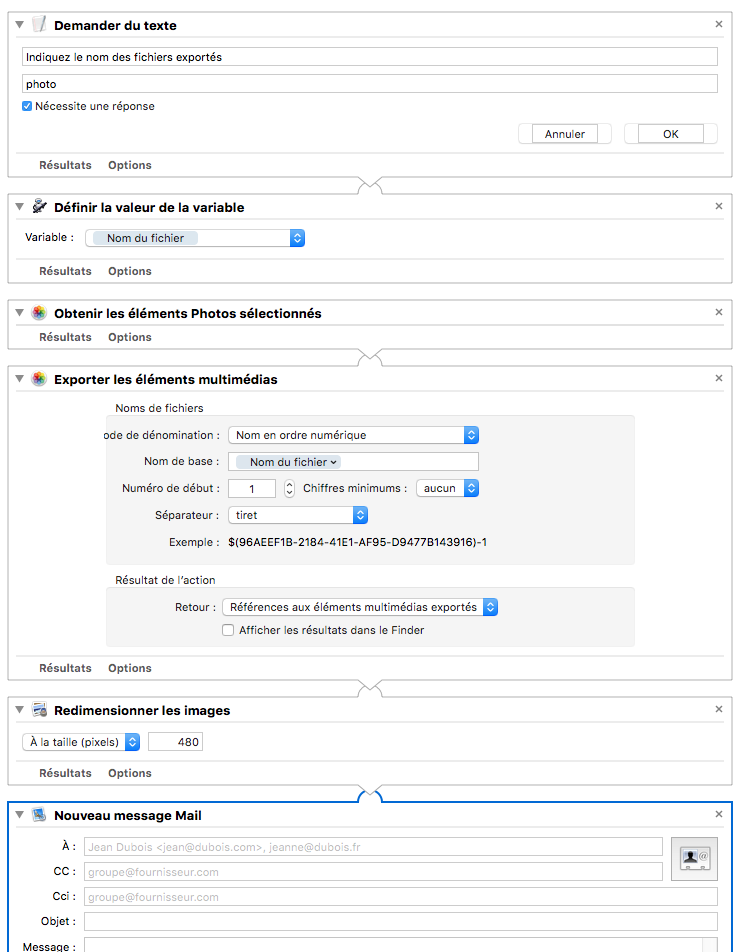 Demander du texte
Indiquez le nom des fichiers exportés
photo
Nécessite une réponse
Annuler OK
Résultats Options
Définir la valeur de la variable
Variable : Nom du fichier
Résultats Options
Obtenir les éléments Photos sélectionnés
Résultats Options
Exporter les éléments multimédias
Noms de fichiers
ode de dénomination : Nom en ordre numérique
Nom de base : Nom du fichier
Numéro de début : 1 Chiffres minimums : aucun
Séparateur : tiret
Exemple : $(96AEEF1B-2184-41E1-AF95-D9477B143916)-1
Résultat de l'action
Retour : Références aux éléments multimédias exportés
Afficher les résultats dans le Finder
Résultats Options
Redimensionner les images
À la taille (pixels) 480
Résultats Options
Nouveau message Mail
À : Jean Dubois <jean@dubois.com>, jeanne@dubois.fr
CC : groupe@fournisseur.com
Cci : groupe@fournisseur.com
Objet :
Message :